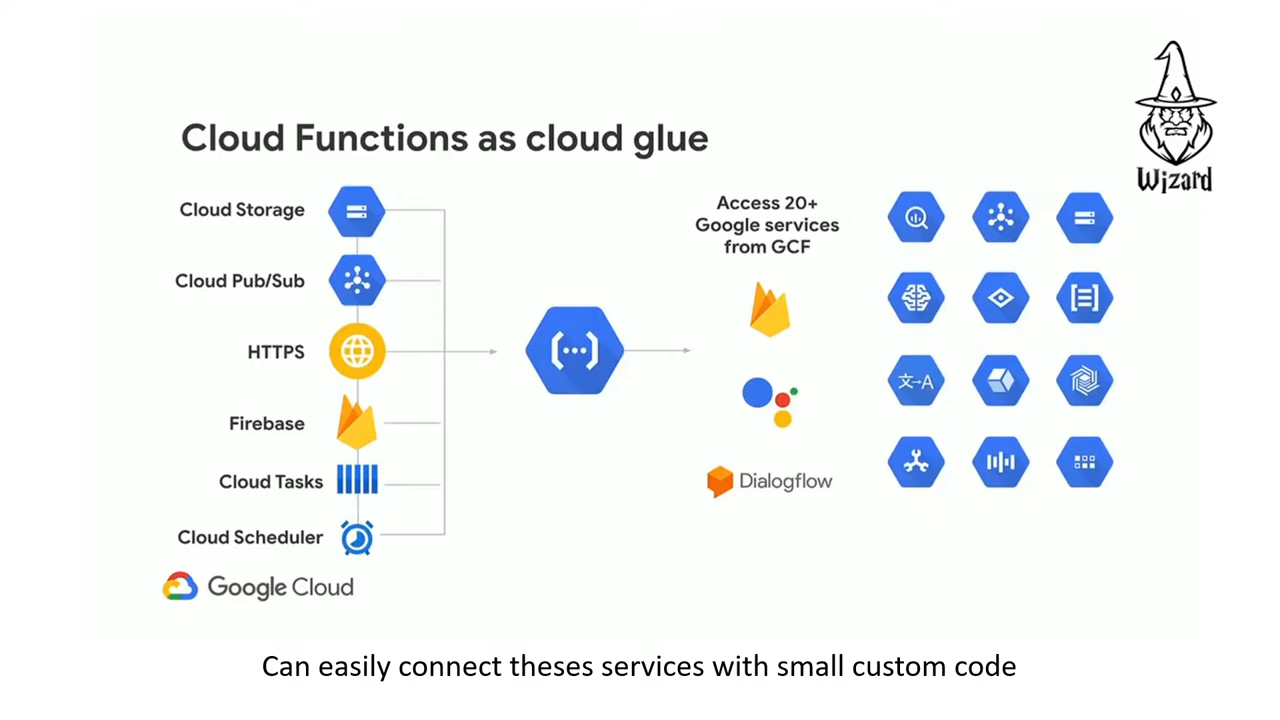 Wizard
Cloud Functions as cloud glue
Cloud Storage
Cloud Pub/Sub
HTTPS
Firebase
Cloud Tasks
Cloud Scheduler
Google Cloud
Access 20+
Google services
from GCF
Dialogflow
文→A
Can easily connect theses services with small custom code